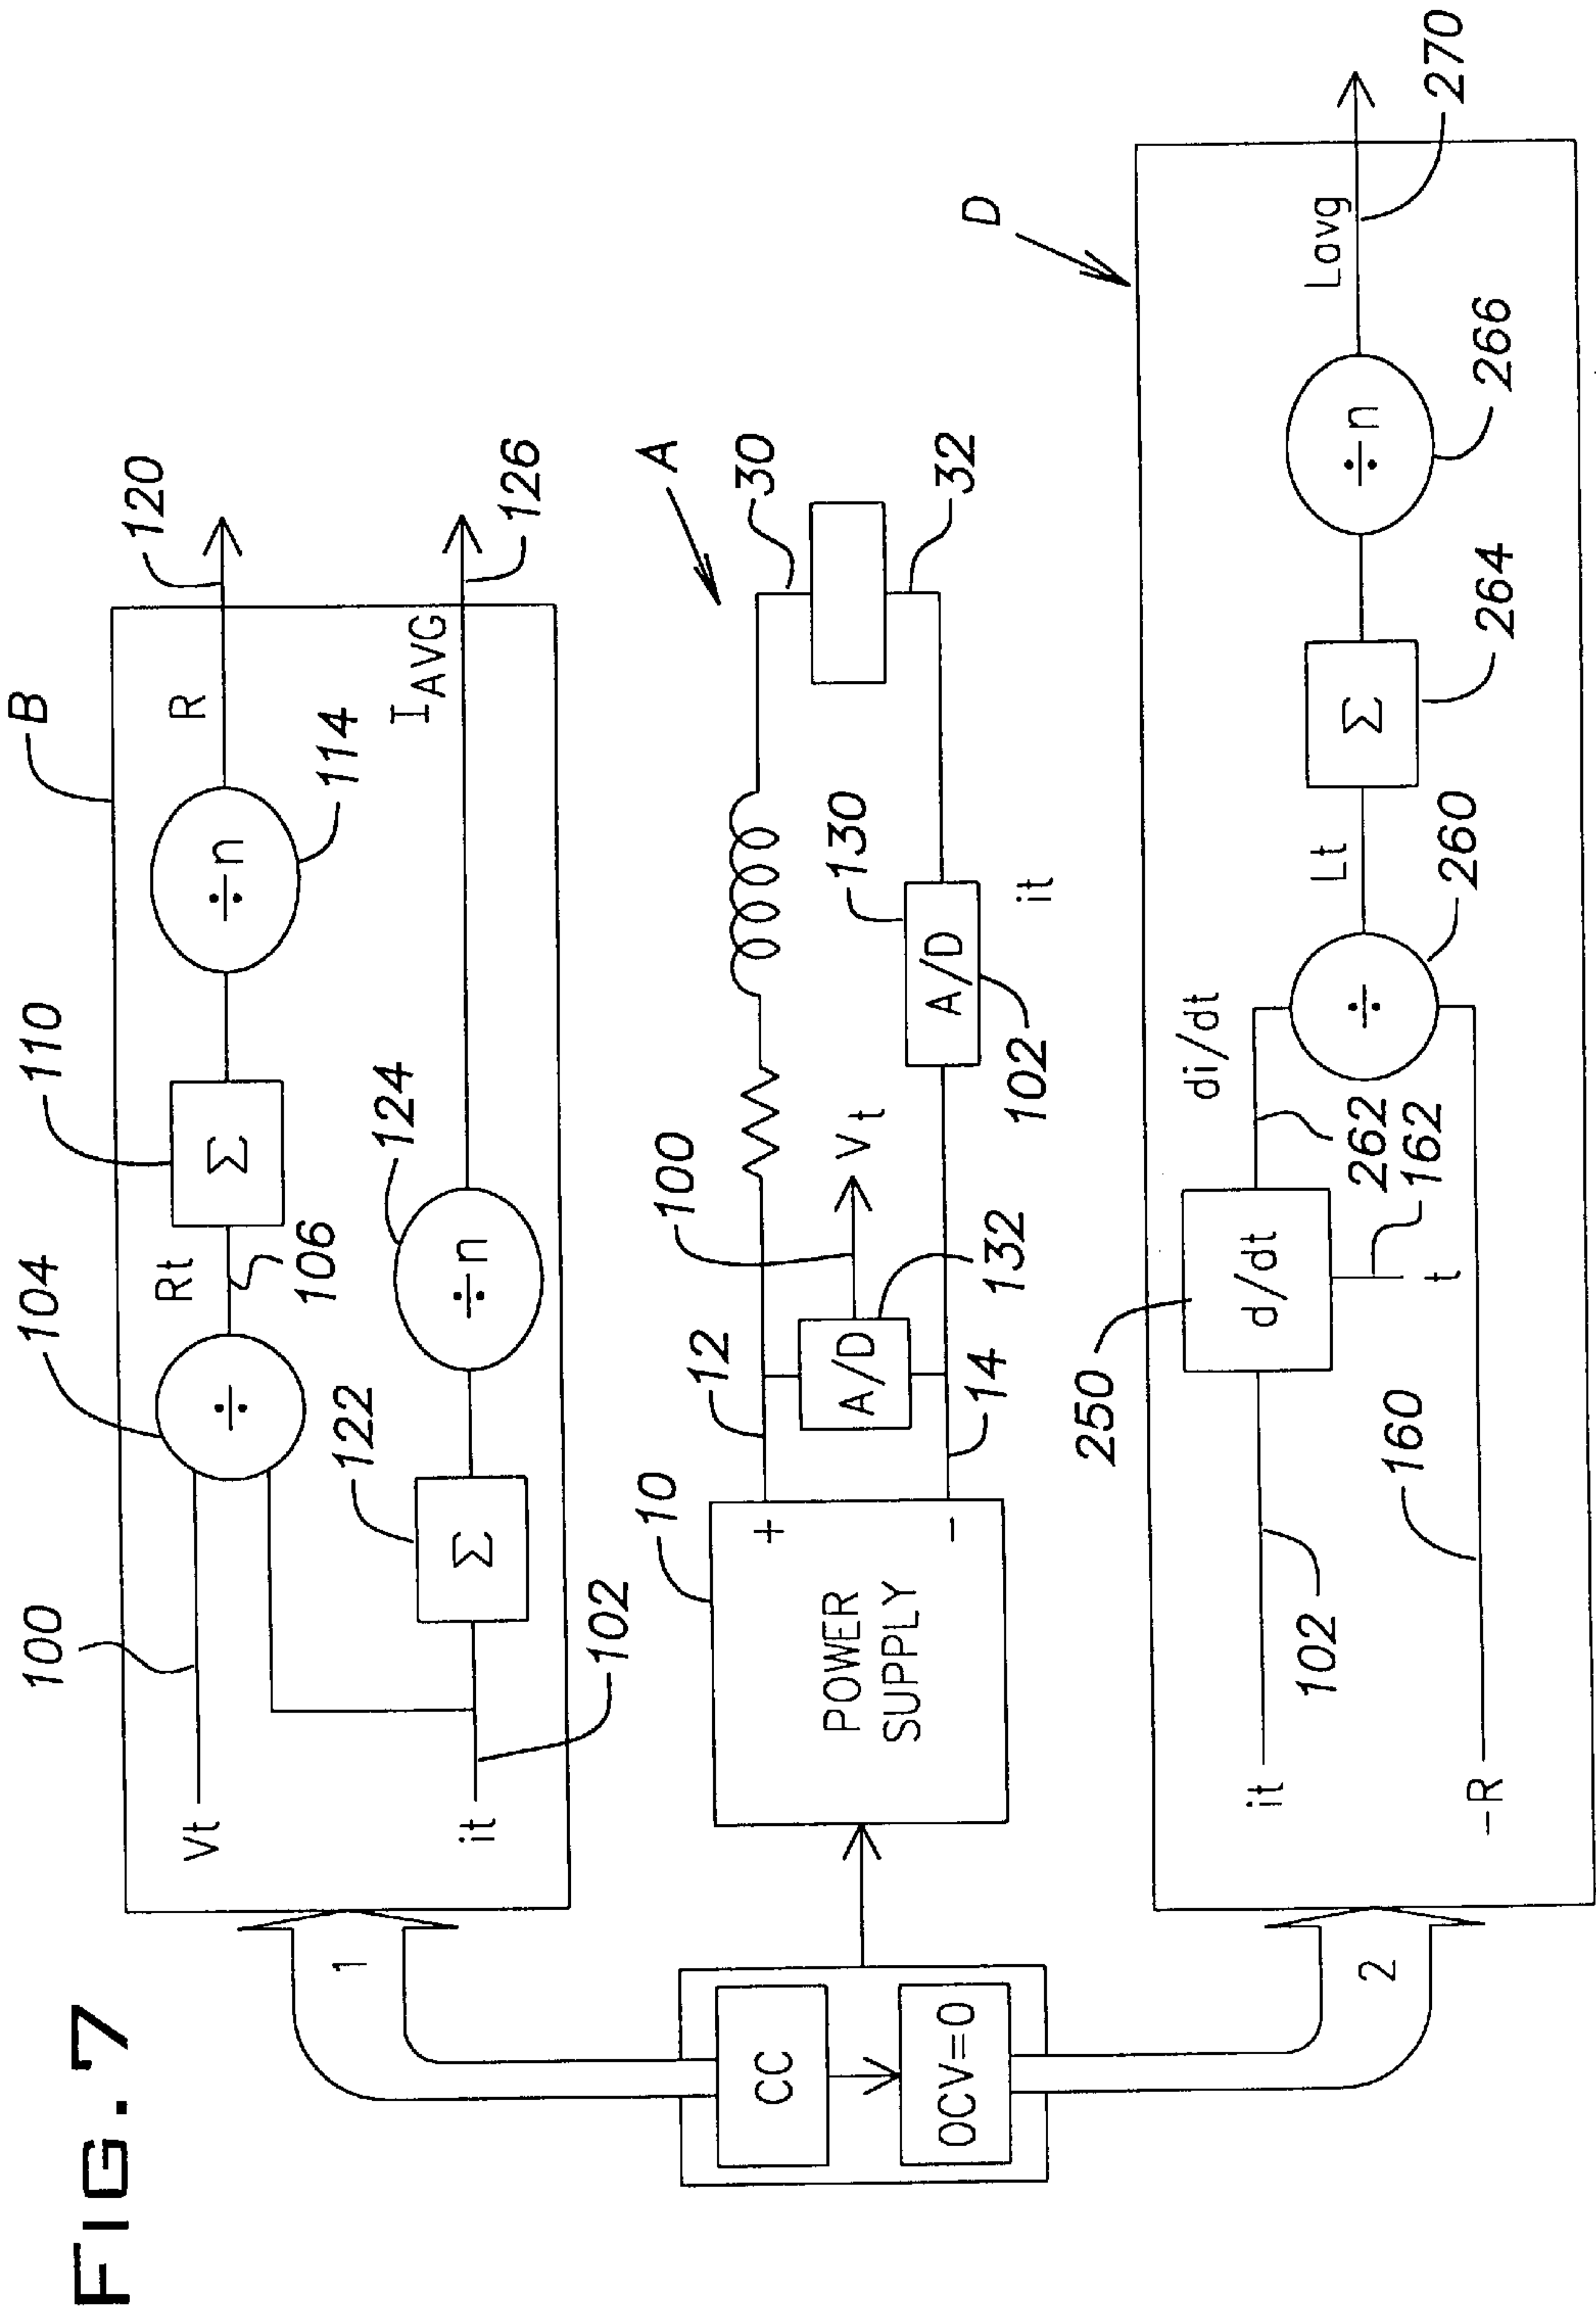 FIG. 7
B
100
104
110
120
Vt
÷
Rt
106
Σ
÷n
114
R
it
102
122
Σ
124
÷n
I AVG
126
1
CC
OCV=0
2
10
POWER
SUPPLY
+
-
12
14
A/D
132
100
Vt
A/D
130
102
it
A
30
32
D
it
102
250
d/dt
t
162
262
di/dt
-R
160
÷
260
Lt
Σ
264
÷n
266
Lavg
270